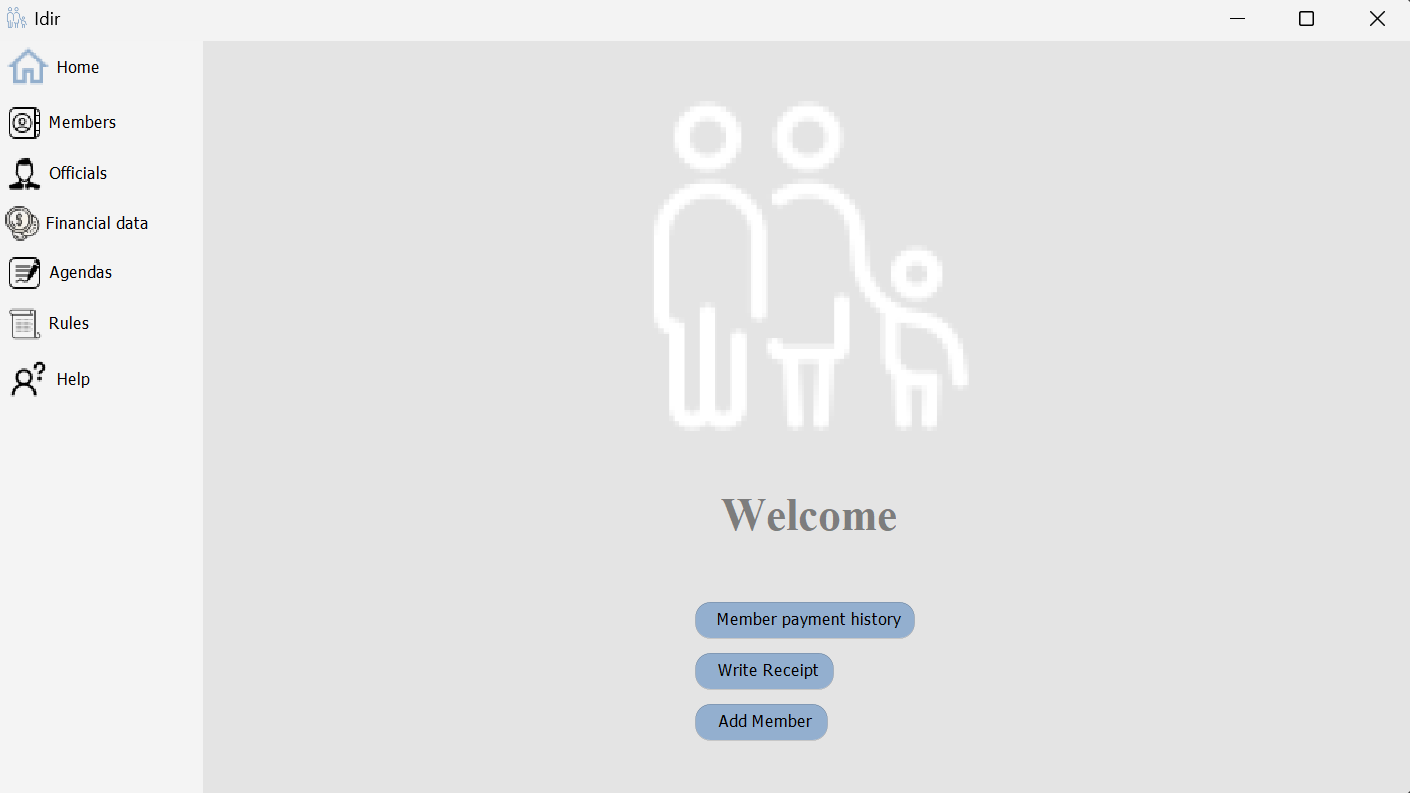 Idir
Home
Members
Officials
Financial data
Agendas
Rules
Help
Welcome
Member payment history
Write Receipt
Add Member